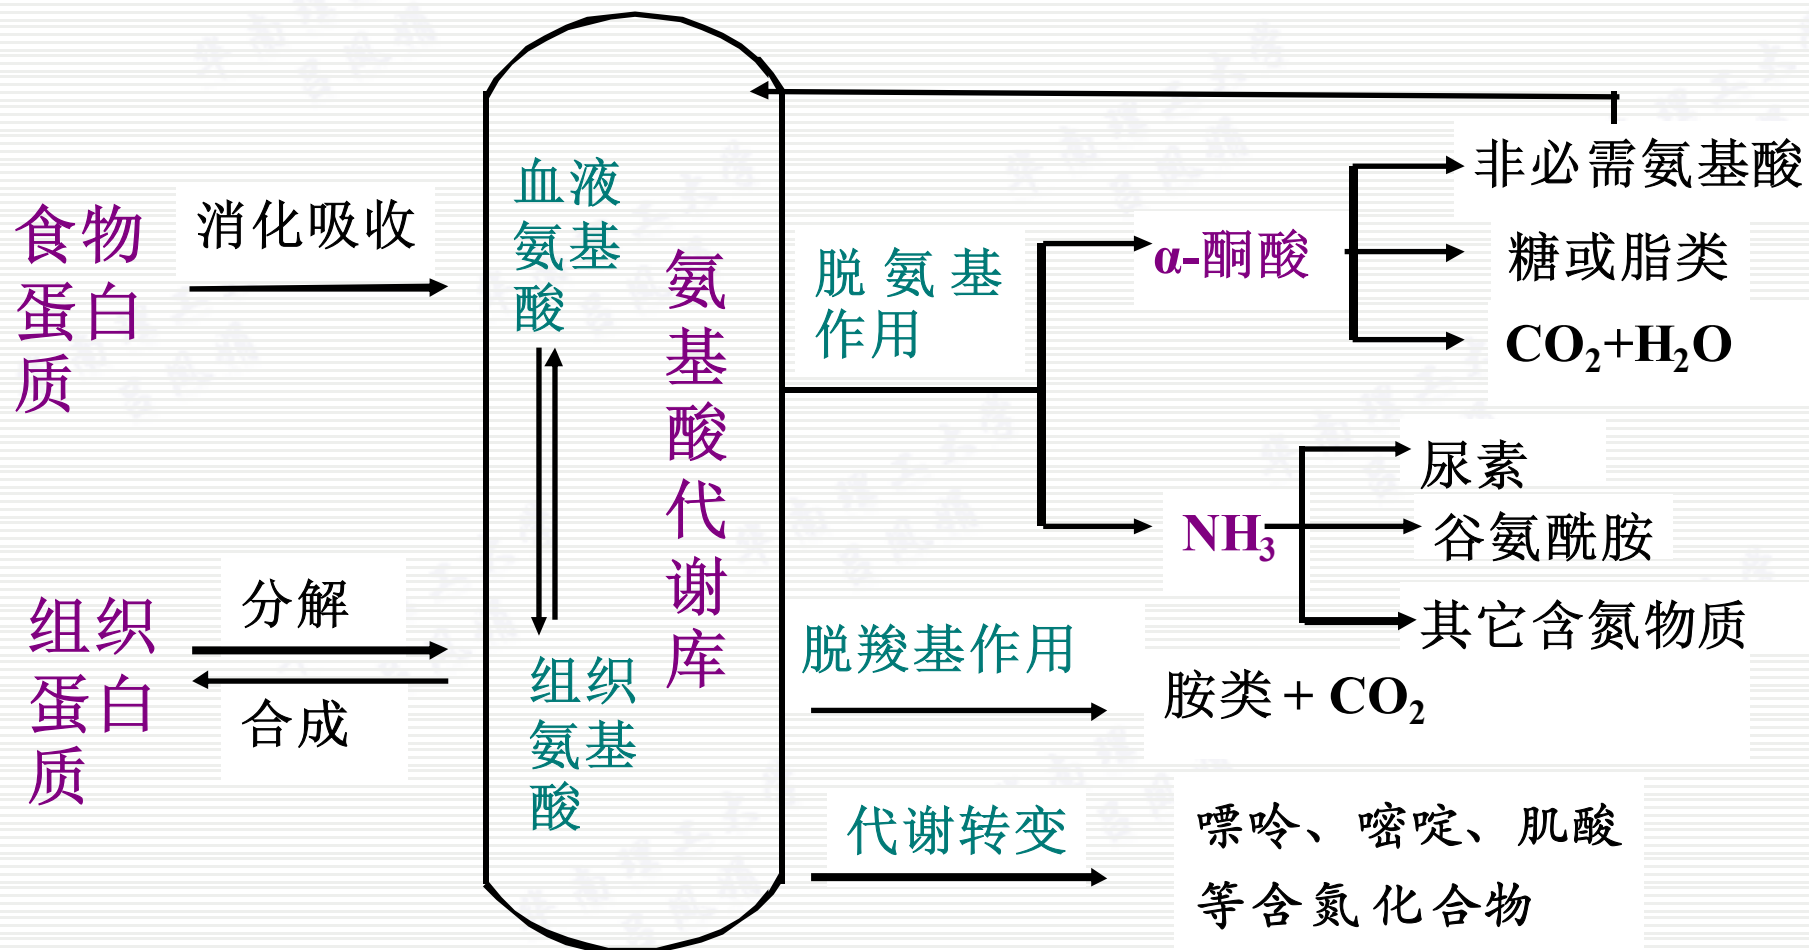 食物
蛋白
质
消化吸收
组织
蛋白
质
分解
合成
血液
氨基
酸
组织
氨基
酸
氨
基
酸
代
谢
库
脱氨基
作用
α-酮酸
非必需氨基酸
糖或脂类
CO₂+H₂O
NH₃
尿素
谷氨酰胺
其它含氮物质
脱羧基作用
胺类 + CO₂
代谢转变
嘌呤、嘧啶、肌酸
等含氮化合物